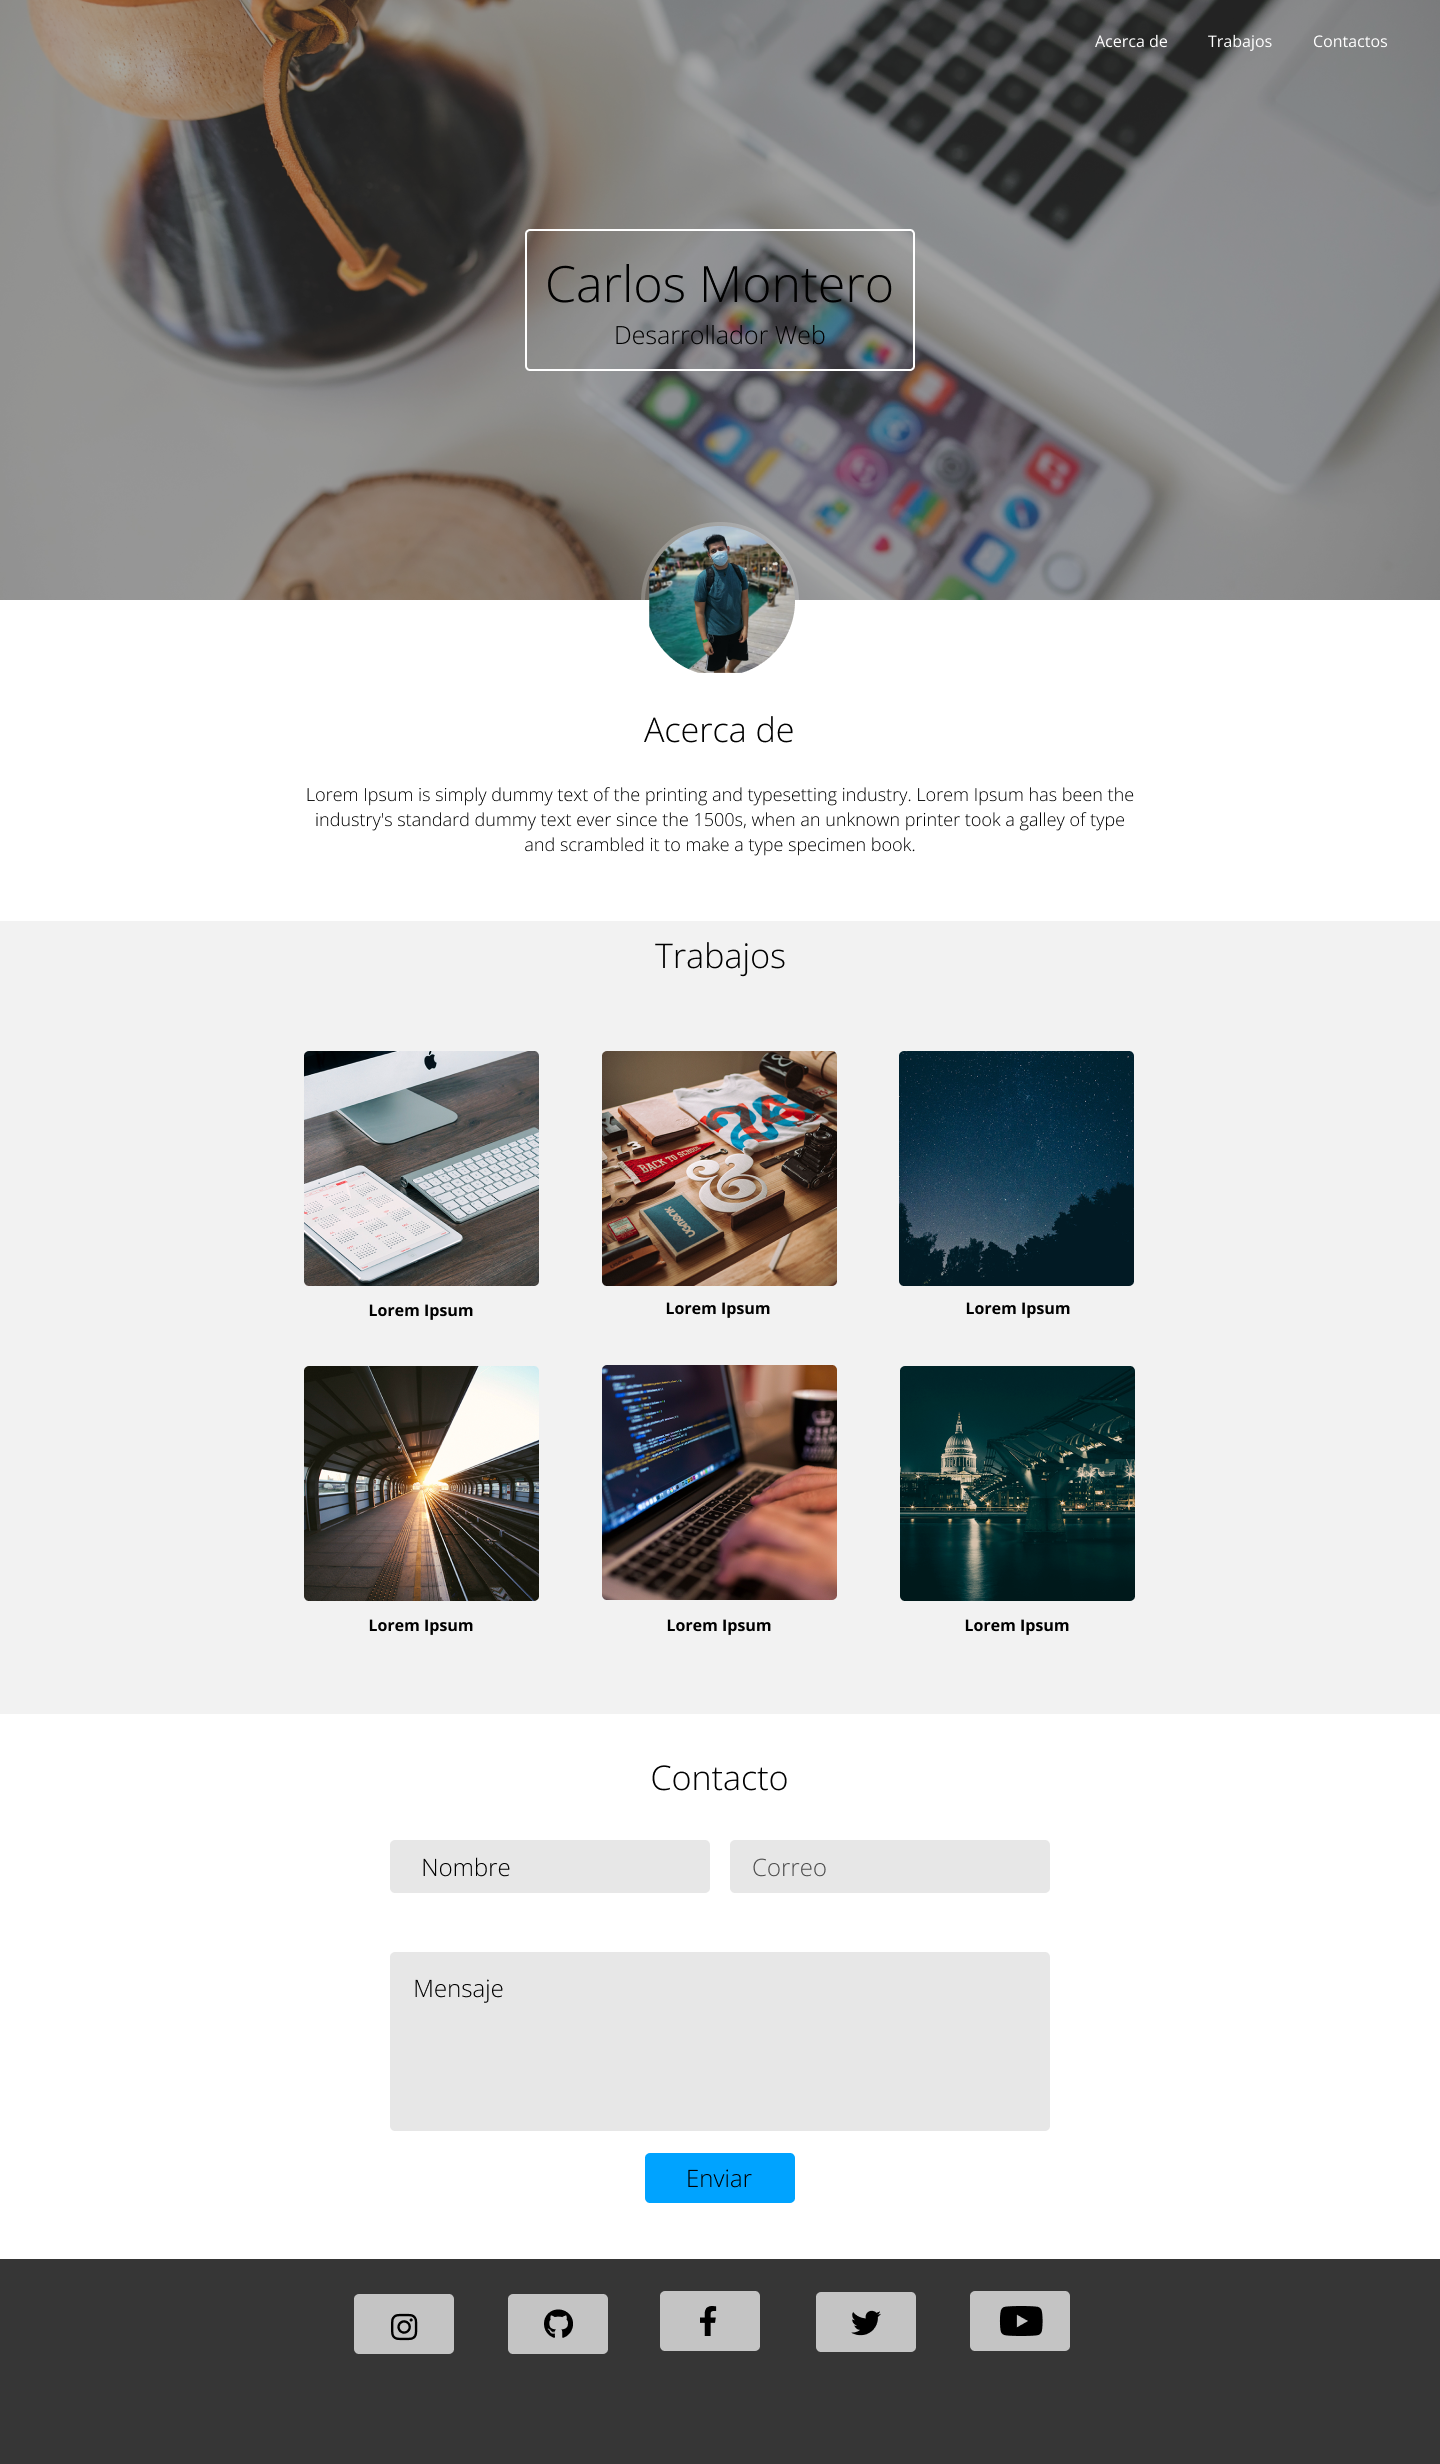 Acerca de
Trabajos
Contactos
Carlos Montero
Desarrollador Web
Acerca de
Lorem Ipsum is simply dummy text of the printing and typesetting industry. Lorem Ipsum has been the
industry's standard dummy text ever since the 1500s, when an unknown printer took a galley of type
and scrambled it to make a type specimen book.
Trabajos
BACK TO SCHOOL
&
Lorem Ipsum
Lorem Ipsum
Lorem Ipsum
Lorem Ipsum
Lorem Ipsum
Lorem Ipsum
Contacto
Nombre
Correo
Mensaje
Enviar